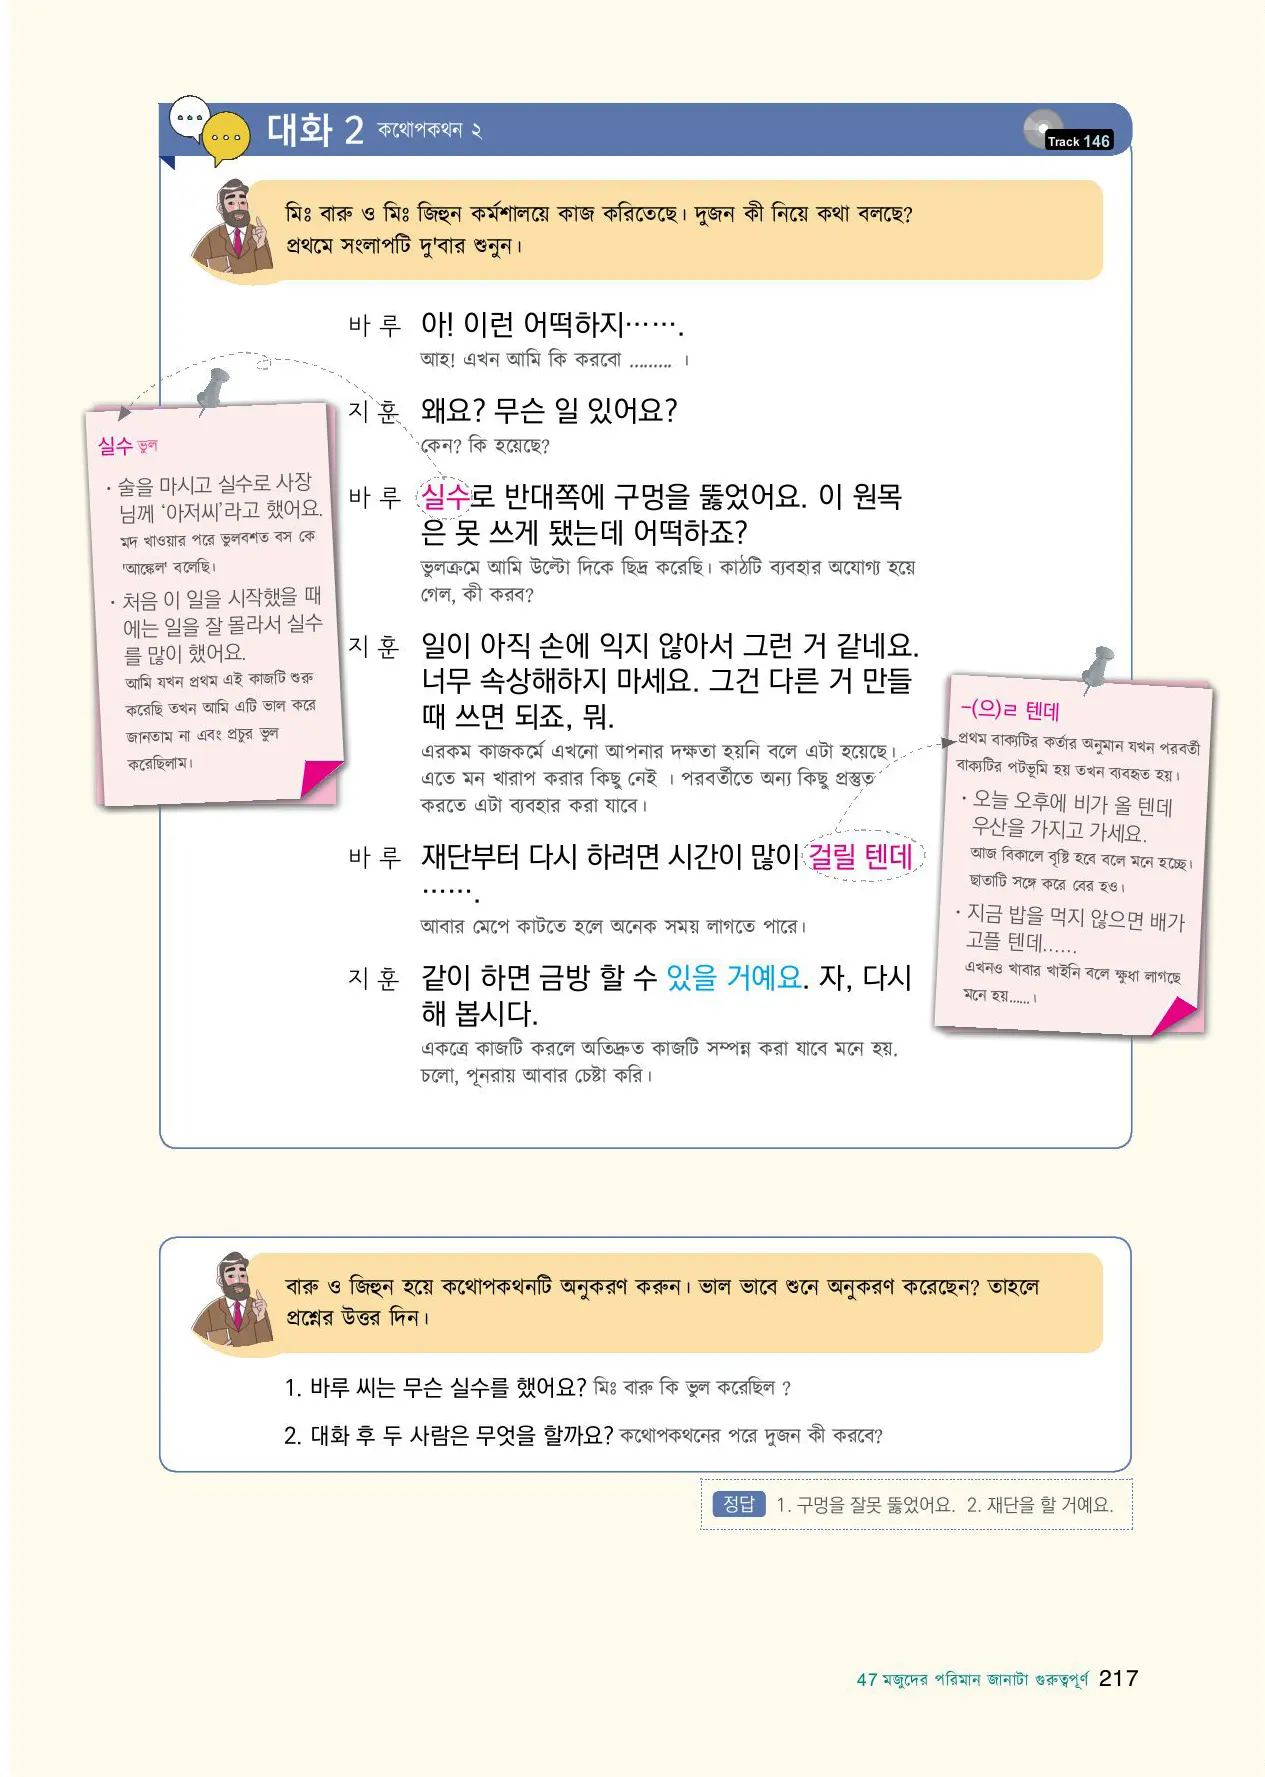 대화 2 কথোপকথন ২
Track 146
মিঃ বারু ও মিঃ জিহুন কর্মশালয়ে কাজ করিতেছে। দুজন কী নিয়ে কথা বলছে?
প্রথমে সংলাপটি দু'বার শুনুন।
바 루 아! 이런 어떡하지…….
আহ! এখন আমি কি করবো ......... ।
지 훈 왜요? 무슨 일 있어요?
কেন? কি হয়েছে?
바 루 실수로 반대쪽에 구멍을 뚫었어요. 이 원목
은 못 쓰게 됐는데 어떡하죠?
ভুলক্রমে আমি উল্টো দিকে ছিদ্র করেছি। কাঠটি ব্যবহার অযোগ্য হয়ে
গেল, কী করব?
지 훈 일이 아직 손에 익지 않아서 그런 거 같네요.
너무 속상해하지 마세요. 그건 다른 거 만들
때 쓰면 되죠, 뭐.
এরকম কাজকর্মে এখনো আপনার দক্ষতা হয়নি বলে এটা হয়েছে।
এতে মন খারাপ করার কিছু নেই । পরবর্তীতে অন্য কিছু প্রস্তুত
করতে এটা ব্যবহার করা যাবে।
바 루 재단부터 다시 하려면 시간이 많이 걸릴 텐데
…….
আবার মেপে কাটতে হলে অনেক সময় লাগতে পারে।
지 훈 같이 하면 금방 할 수 있을 거예요. 자, 다시
해 봅시다.
একত্রে কাজটি করলে অতিদ্রুত কাজটি সম্পন্ন করা যাবে মনে হয়.
চলো, পূনরায় আবার চেষ্টা করি।
실수 ভুল
· 술을 마시고 실수로 사장
님께 ‘아저씨’라고 했어요.
মদ খাওয়ার পরে ভুলবশত বস কে
'আঙ্কেল' বলেছি।
· 처음 이 일을 시작했을 때
에는 일을 잘 몰라서 실수
를 많이 했어요.
আমি যখন প্রথম এই কাজটি শুরু
করেছি তখন আমি এটি ভাল করে
জানতাম না এবং প্রচুর ভুল
করেছিলাম।
-(으)ㄹ 텐데
প্রথম বাক্যটির কর্তার অনুমান যখন পরবর্তী
বাক্যটির পটভূমি হয় তখন ব্যবহৃত হয়।
· 오늘 오후에 비가 올 텐데
우산을 가지고 가세요.
আজ বিকালে বৃষ্টি হবে বলে মনে হচ্ছে।
ছাতাটি সঙ্গে করে বের হও।
· 지금 밥을 먹지 않으면 배가
고플 텐데……
এখনও খাবার খাইনি বলে ক্ষুধা লাগছে
মনে হয়......।
বারু ও জিহুন হয়ে কথোপকথনটি অনুকরণ করুন। ভাল ভাবে শুনে অনুকরণ করেছেন? তাহলে
প্রশ্নের উত্তর দিন।
1. 바루 씨는 무슨 실수를 했어요? মিঃ বারু কি ভুল করেছিল ?
2. 대화 후 두 사람은 무엇을 할까요? কথোপকথনের পরে দুজন কী করবে?
정답 1. 구멍을 잘못 뚫었어요. 2. 재단을 할 거예요.
47 মজুদের পরিমান জানাটা গুরুত্বপূর্ণ 217